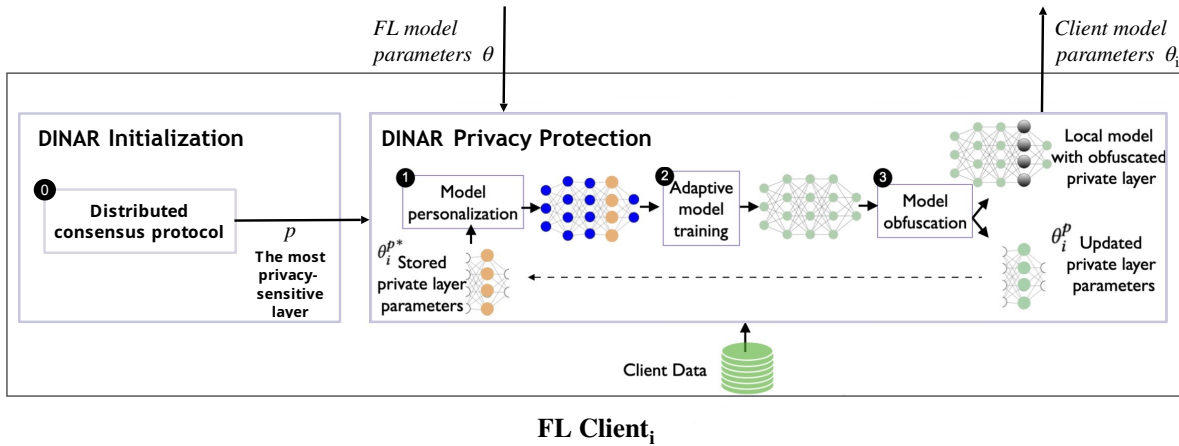 FL model
parameters θ
Client model
parameters θᵢ
DINAR Initialization
0
Distributed
consensus protocol
p
The most
privacy-
sensitive
layer
DINAR Privacy Protection
1
Model
personalization
2
Adaptive
model
training
3
Model
obfuscation
Local model
with obfuscated
private layer
θᵢᵖ* Stored
private layer
parameters
θᵢᵖ Updated
private layer
parameters
Client Data
FL Clientᵢ